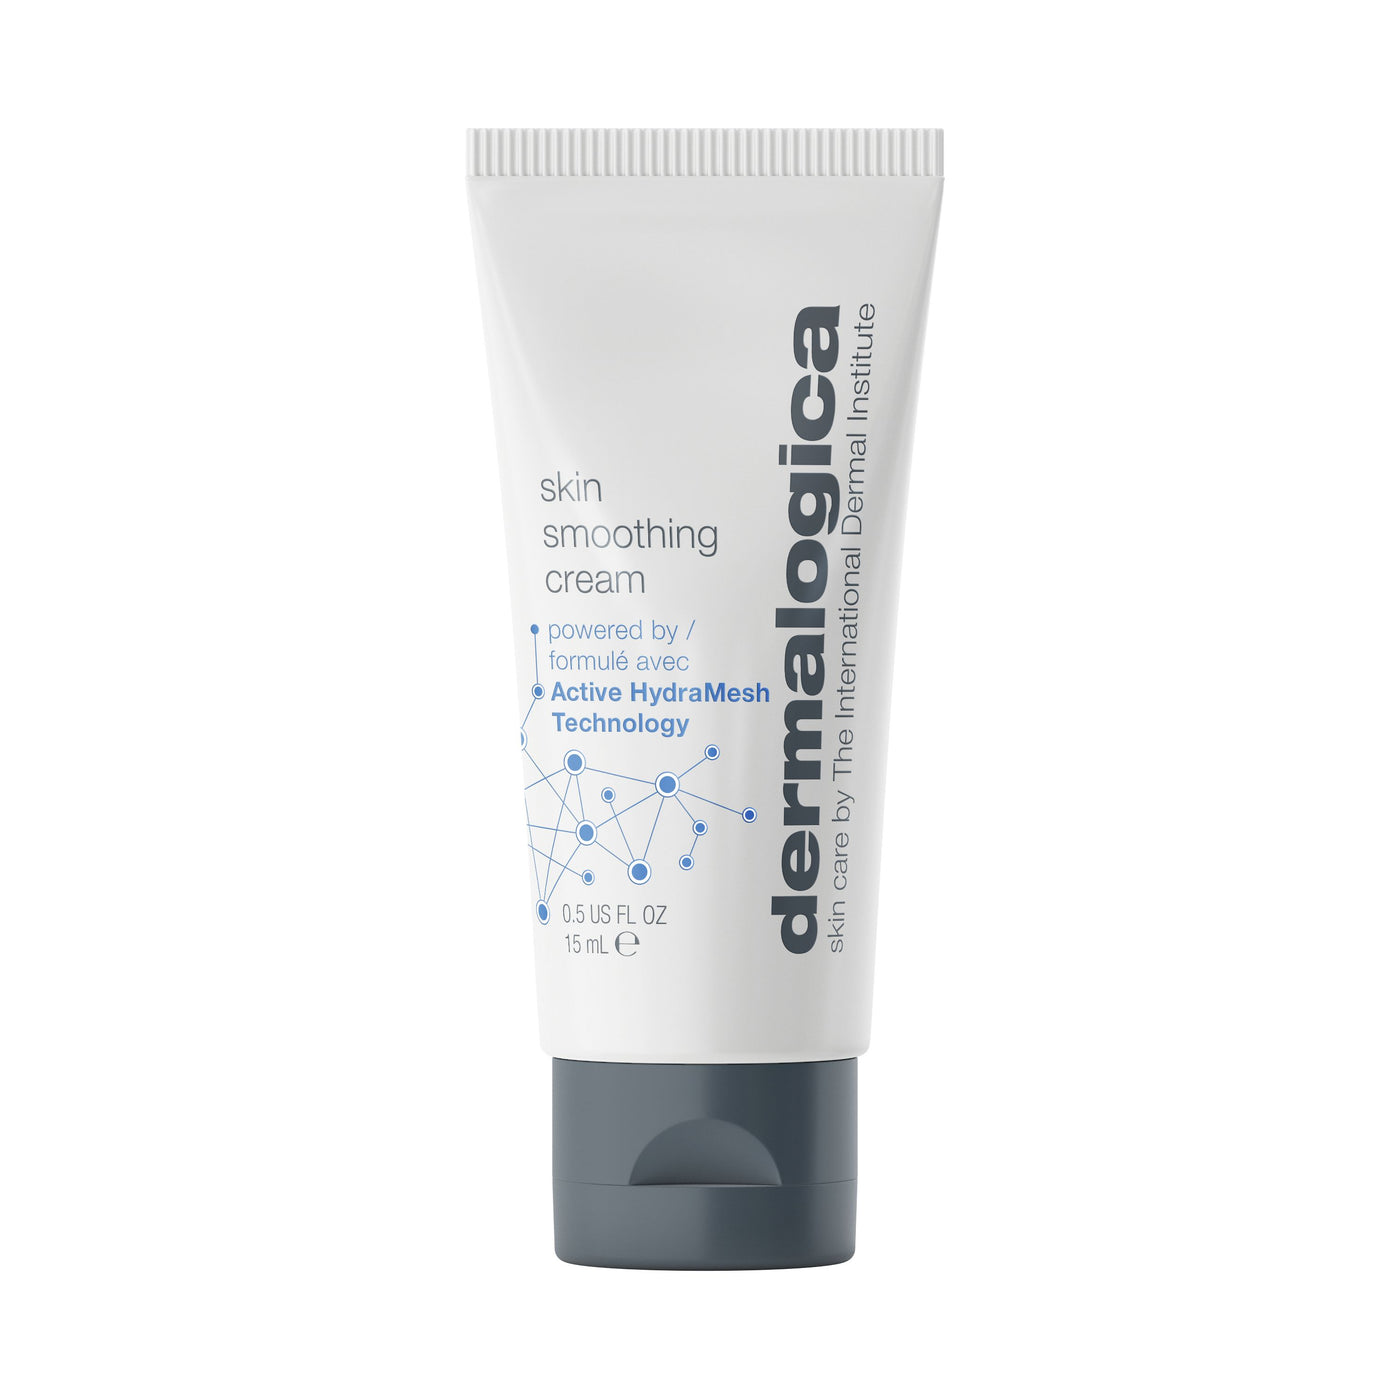 skin
smoothing
cream
powered by /
formulé avec
Active HydraMesh
Technology
0.5 US FL OZ
15 mL ℮
dermalogica
skin care by The International Dermal Institute